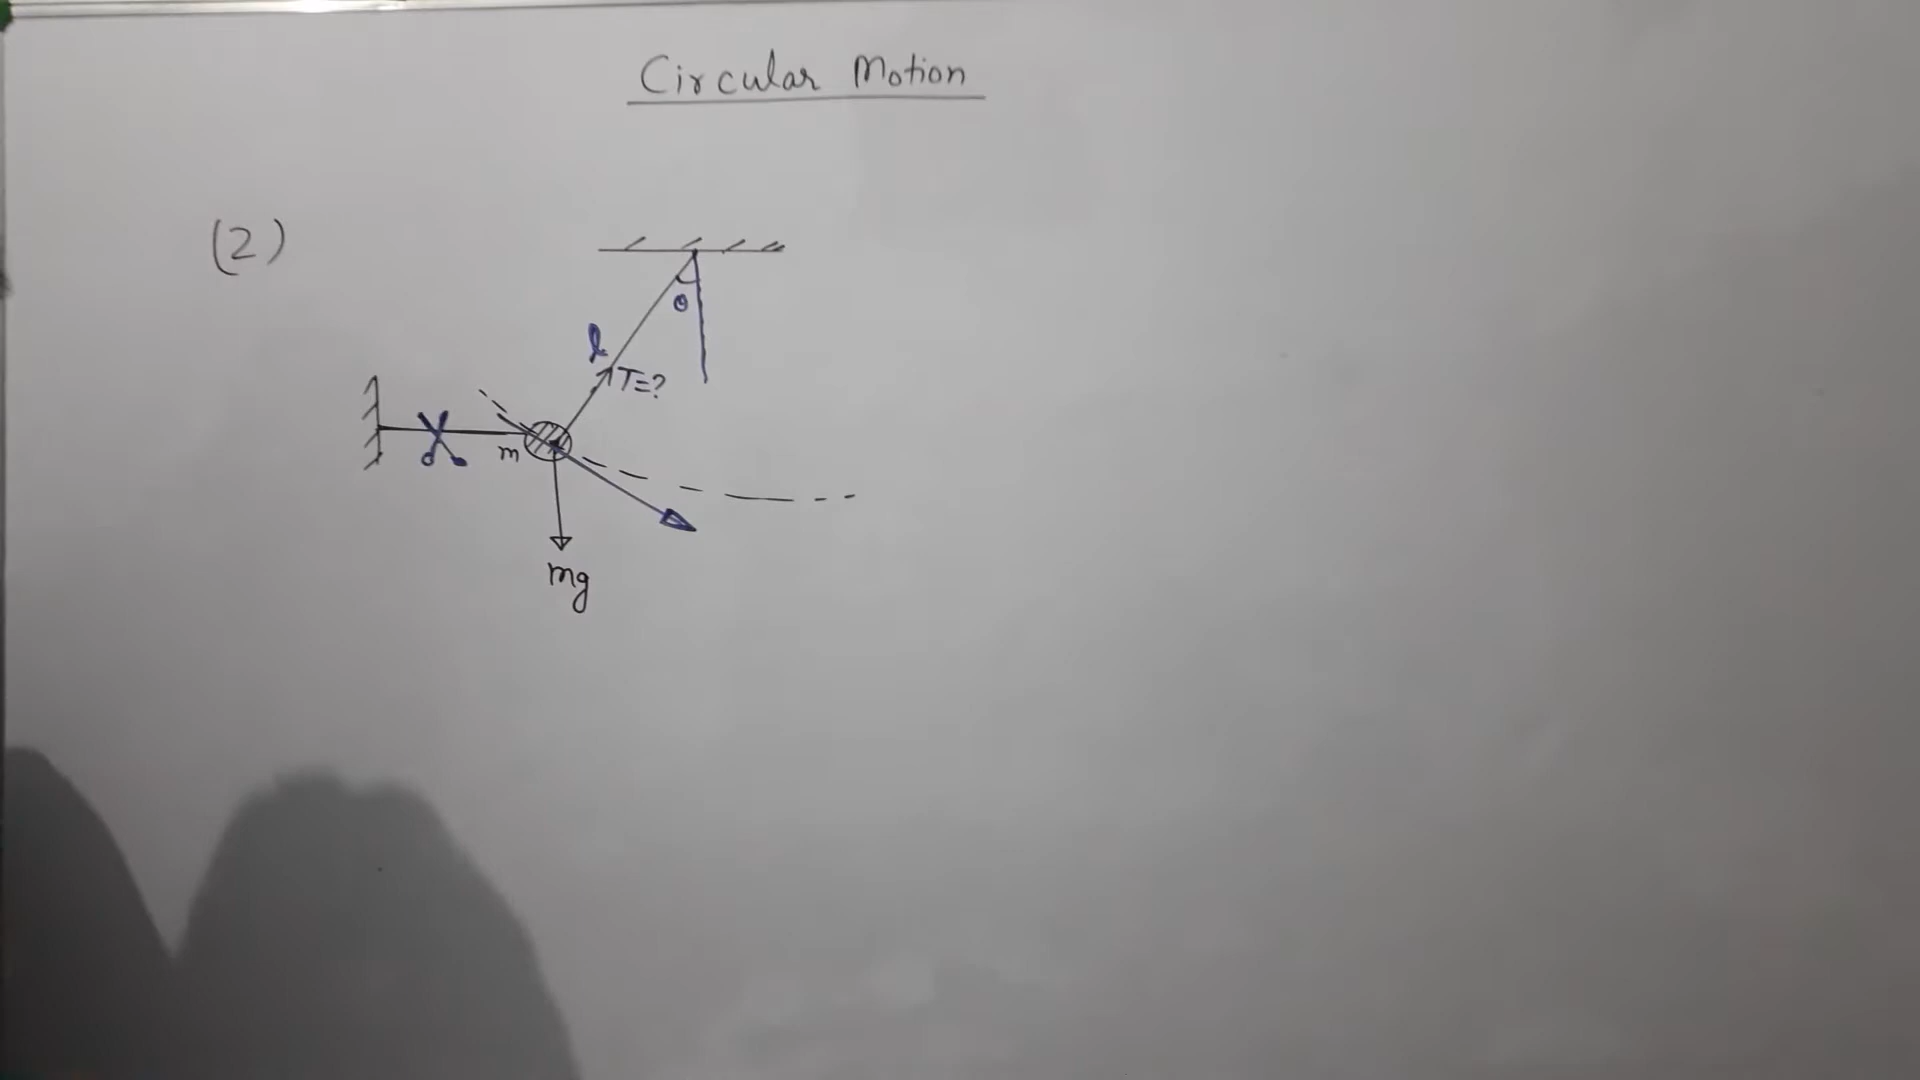 Circular Motion
(2)
θ
l
T=?
m
mg